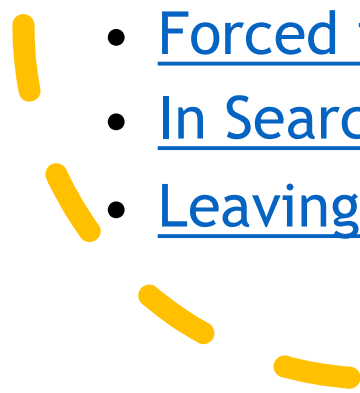 • Forced
• In Searc
• Leaving